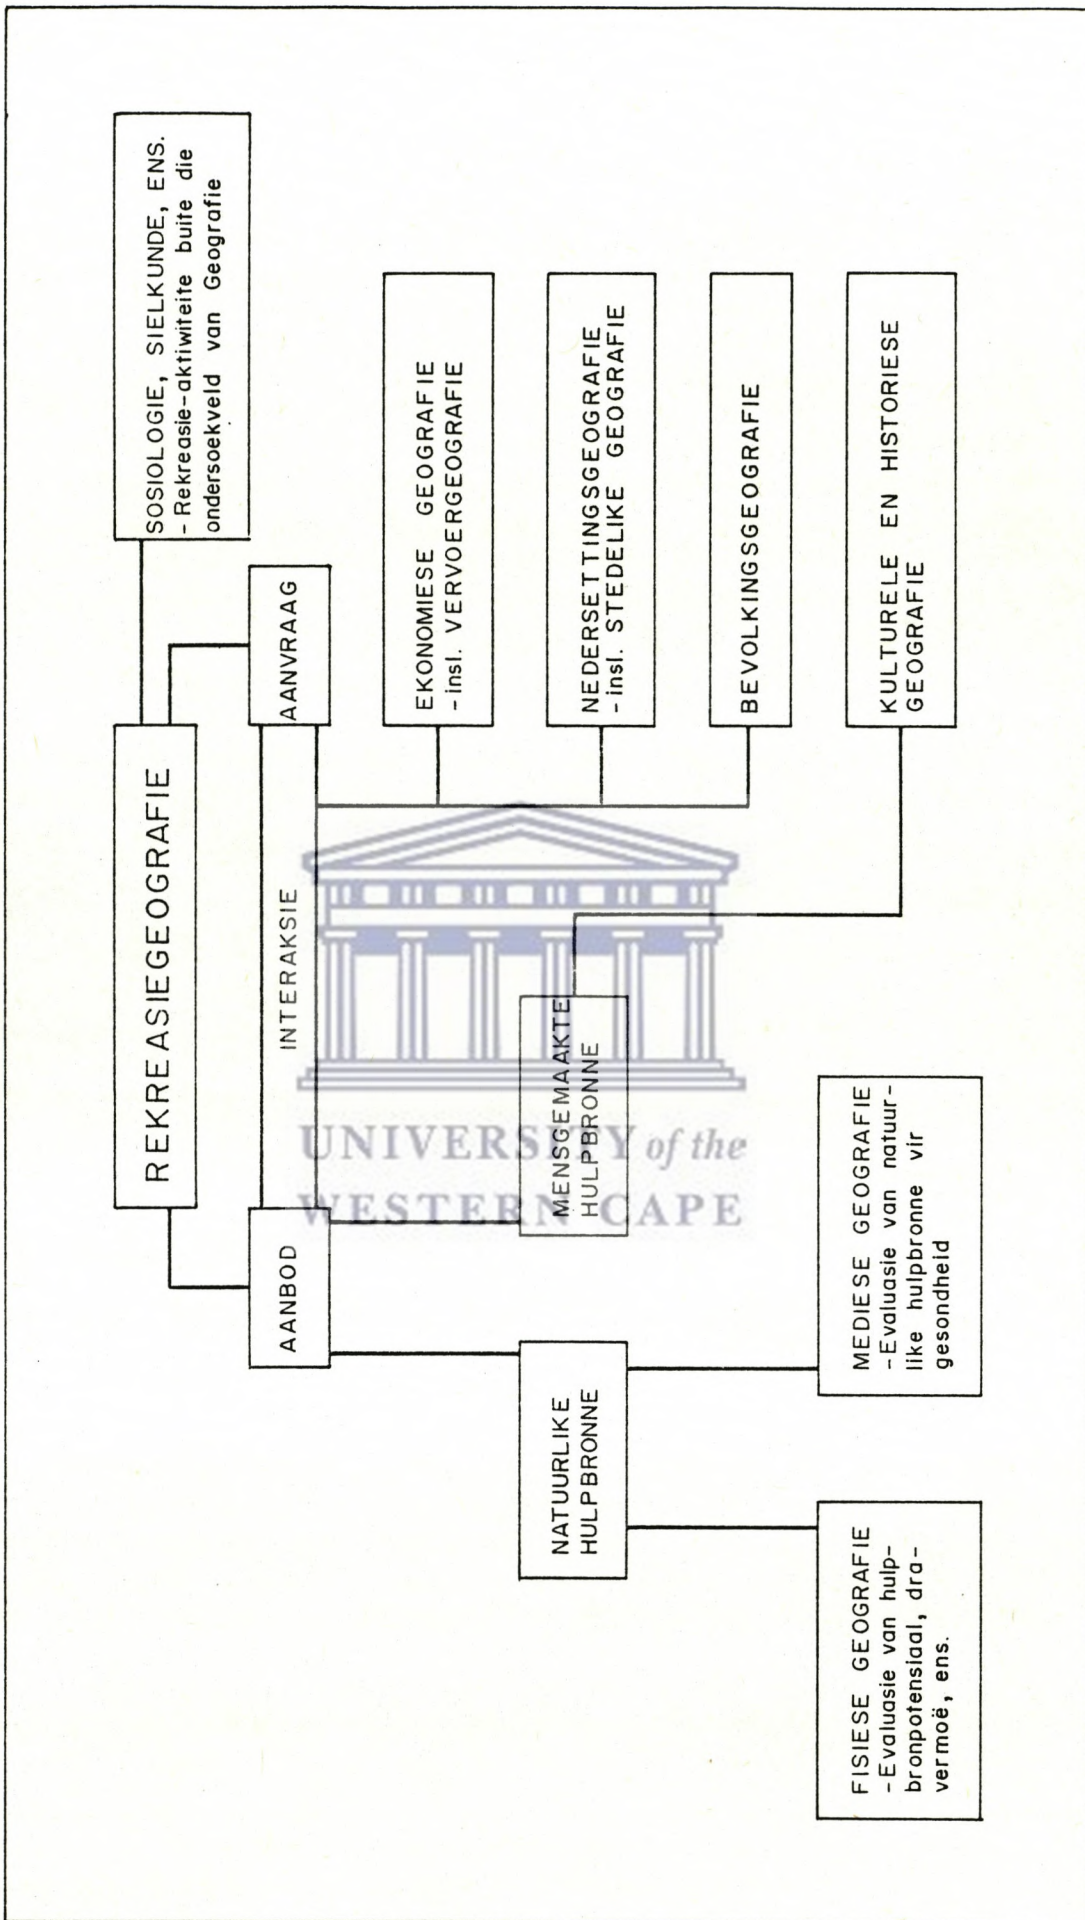 REKREASIEGEOGRAFIE
SOSIOLOGIE, SIELKUNDE, ENS.
- Rekreasie-aktiwiteite buite die
ondersoekveld van Geografie
AANBOD
INTERAKSIE
AANVRAAG
EKONOMIESE GEOGRAFIE
- insl. VERVOERGEOGRAFIE
NATUURLIKE
HULPBRONNE
MENSGEMAAKTE
HULPBRONNE
NEDERSETTINGSGEOGRAFIE
- insl. STEDELIKE GEOGRAFIE
BEVOLKINGSGEOGRAFIE
FISIESE GEOGRAFIE
- Evaluasie van hulp-
bronpotensiaal, dra-
vermoë, ens.
MEDIESE GEOGRAFIE
- Evaluasie van natuur-
like hulpbronne vir
gesondheid
KULTURELE EN HISTORIESE
GEOGRAFIE
UNIVERSITY of the
WESTERN CAPE